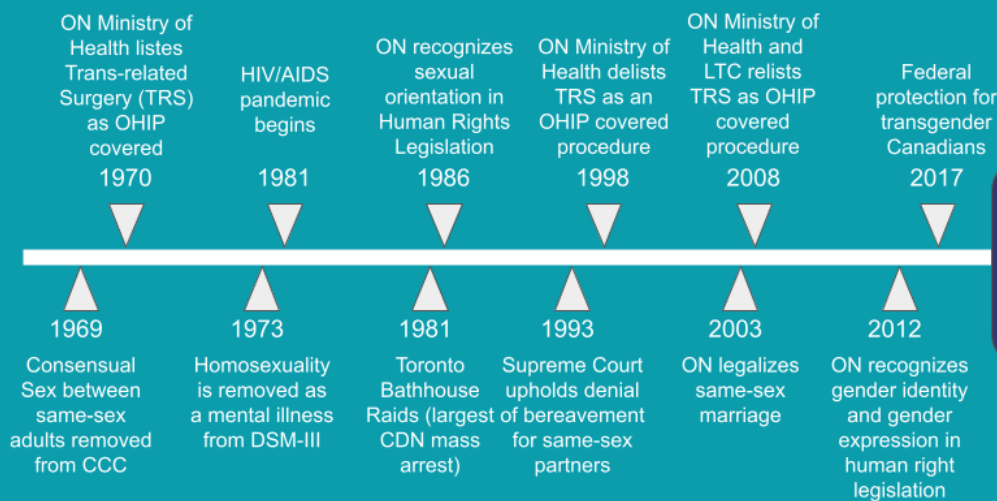 ON Ministry of
Health listes
Trans-related
Surgery (TRS)
as OHIP
covered
1970
HIV/AIDS
pandemic
begins
1981
ON recognizes
sexual
orientation in
Human Rights
Legislation
1986
ON Ministry of
Health delists
TRS as an
OHIP covered
procedure
1998
ON Ministry of
Health and
LTC relists
TRS as OHIP
covered
procedure
2008
Federal
protection for
transgender
Canadians
2017
1969
Consensual
Sex between
same-sex
adults removed
from CCC
1973
Homosexuality
is removed as
a mental illness
from DSM-III
1981
Toronto
Bathhouse
Raids (largest
CDN mass
arrest)
1993
Supreme Court
upholds denial
of bereavement
for same-sex
partners
2003
ON legalizes
same-sex
marriage
2012
ON recognizes
gender identity
and gender
expression in
human right
legislation